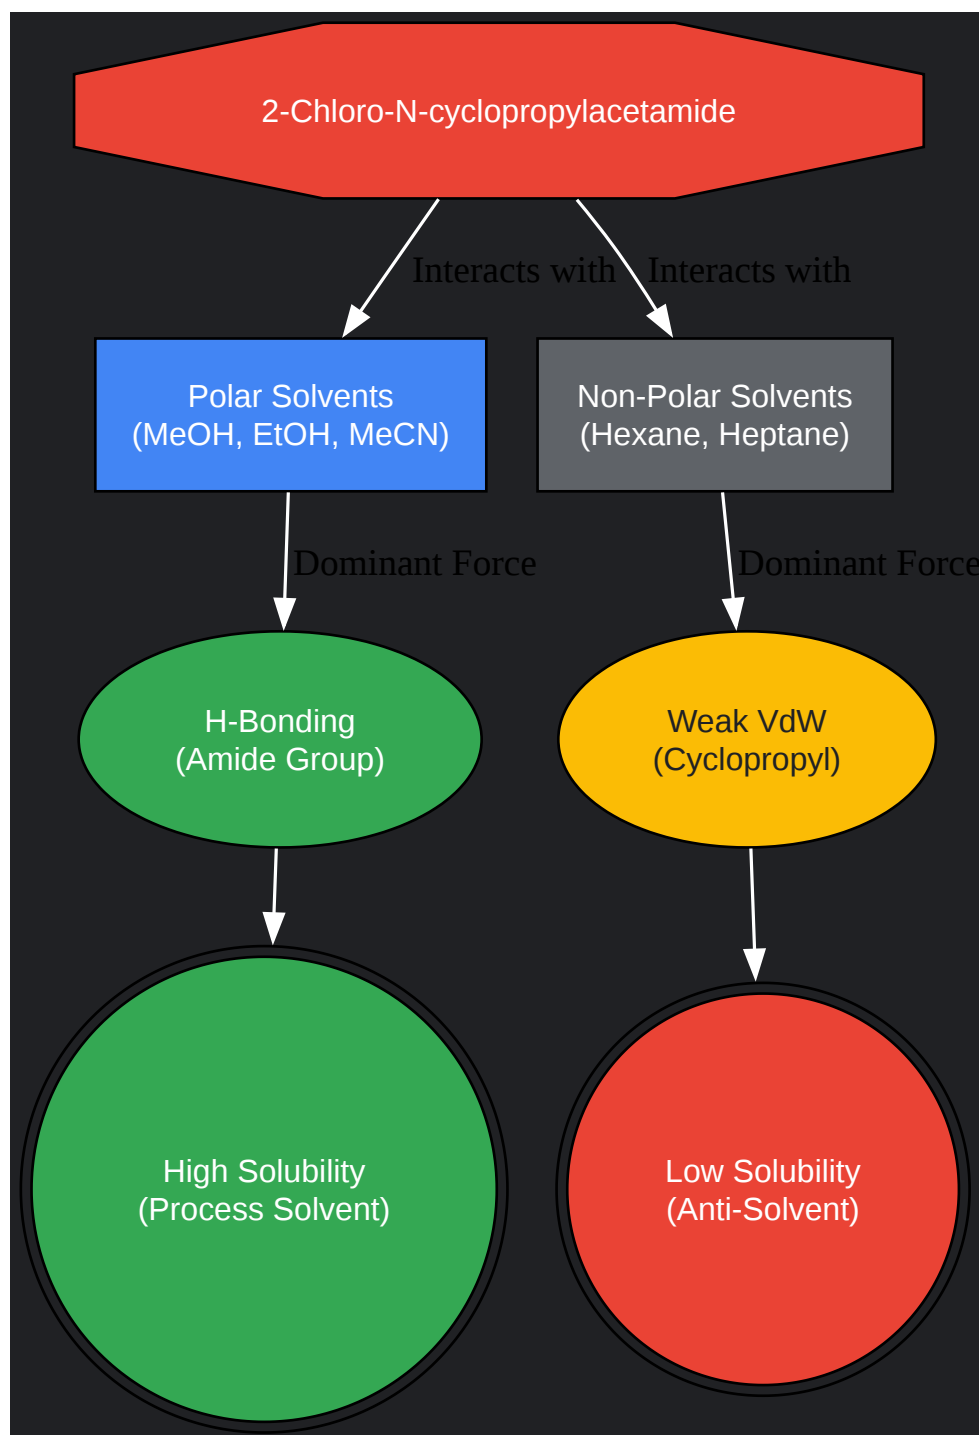 2-Chloro-N-cyclopropylacetamide
Interacts with
Interacts with
Polar Solvents
(MeOH, EtOH, MeCN)
Non-Polar Solvents
(Hexane, Heptane)
Dominant Force
Dominant Force
H-Bonding
(Amide Group)
Weak VdW
(Cyclopropyl)
High Solubility
(Process Solvent)
Low Solubility
(Anti-Solvent)